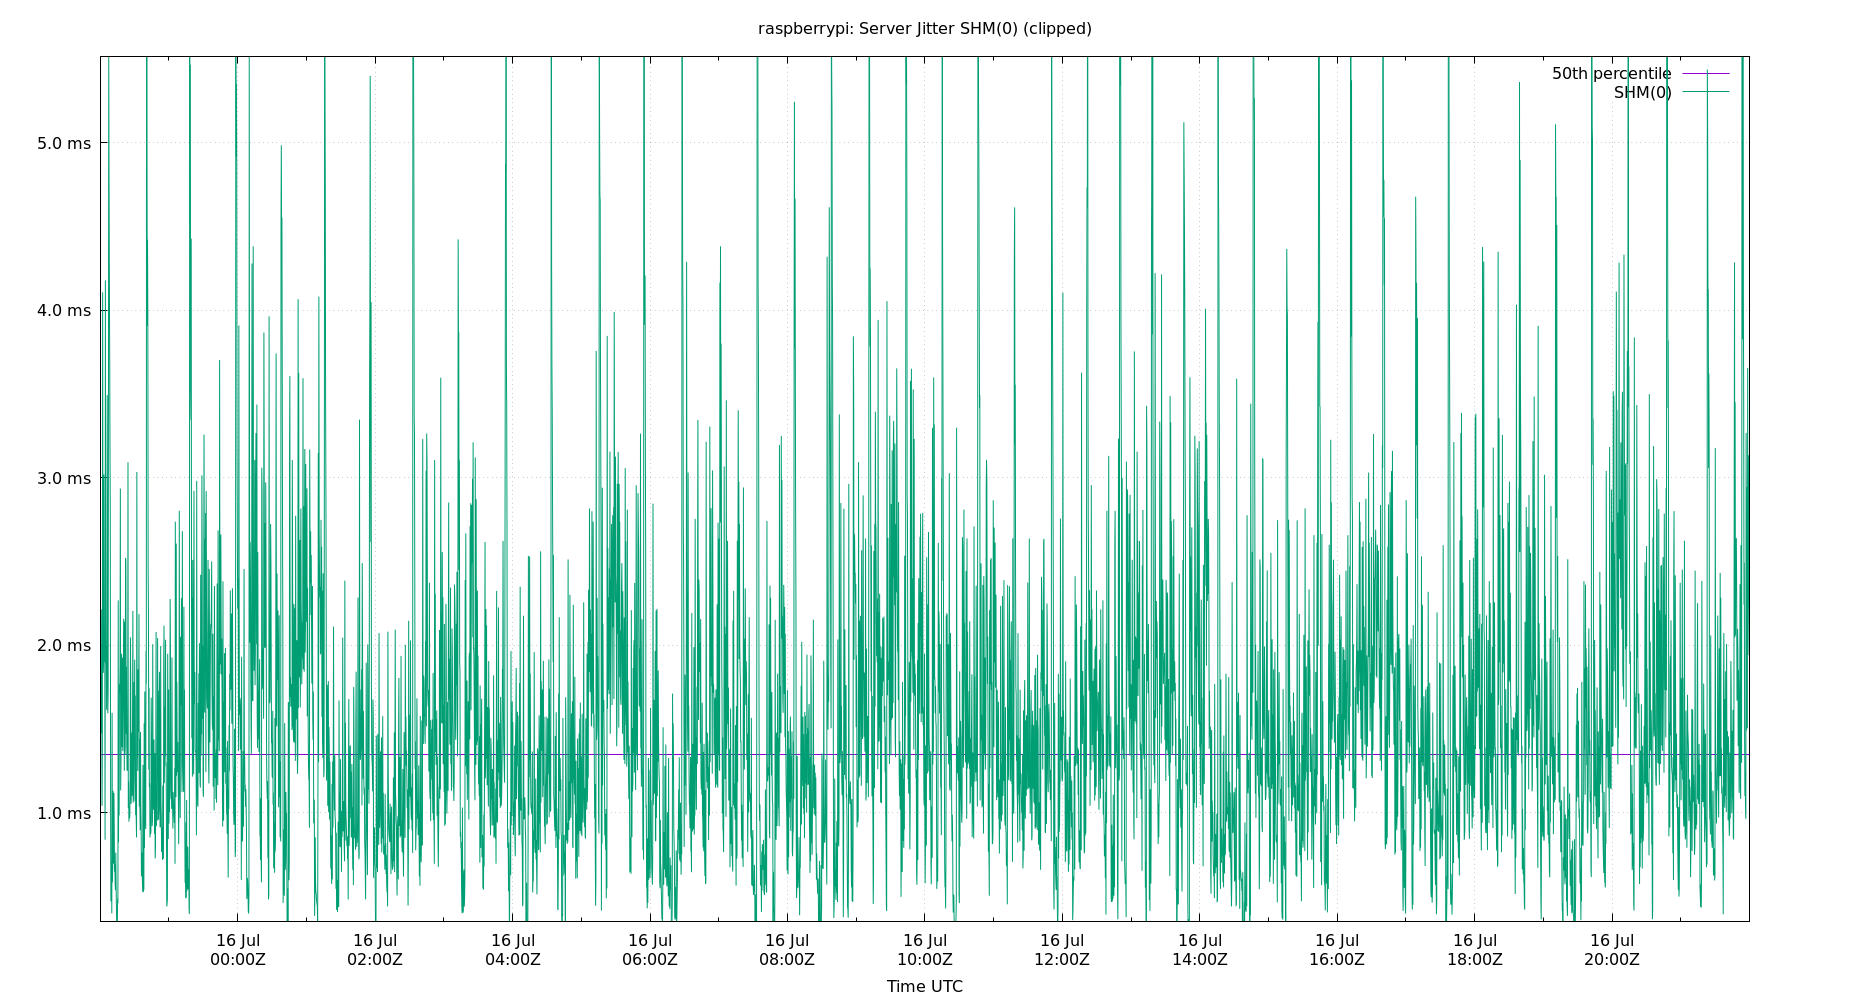 raspberrypi: Server Jitter SHM(0) (clipped)
50th percentile
SHM(0)
5.0 ms
4.0 ms
3.0 ms
2.0 ms
1.0 ms
16 Jul 16 Jul 16 Jul 16 Jul 16 Jul 16 Jul 16 Jul 16 Jul 16 Jul 16 Jul 16 Jul
00:00Z 02:00Z 04:00Z 06:00Z 08:00Z 10:00Z 12:00Z 14:00Z 16:00Z 18:00Z 20:00Z
Time UTC